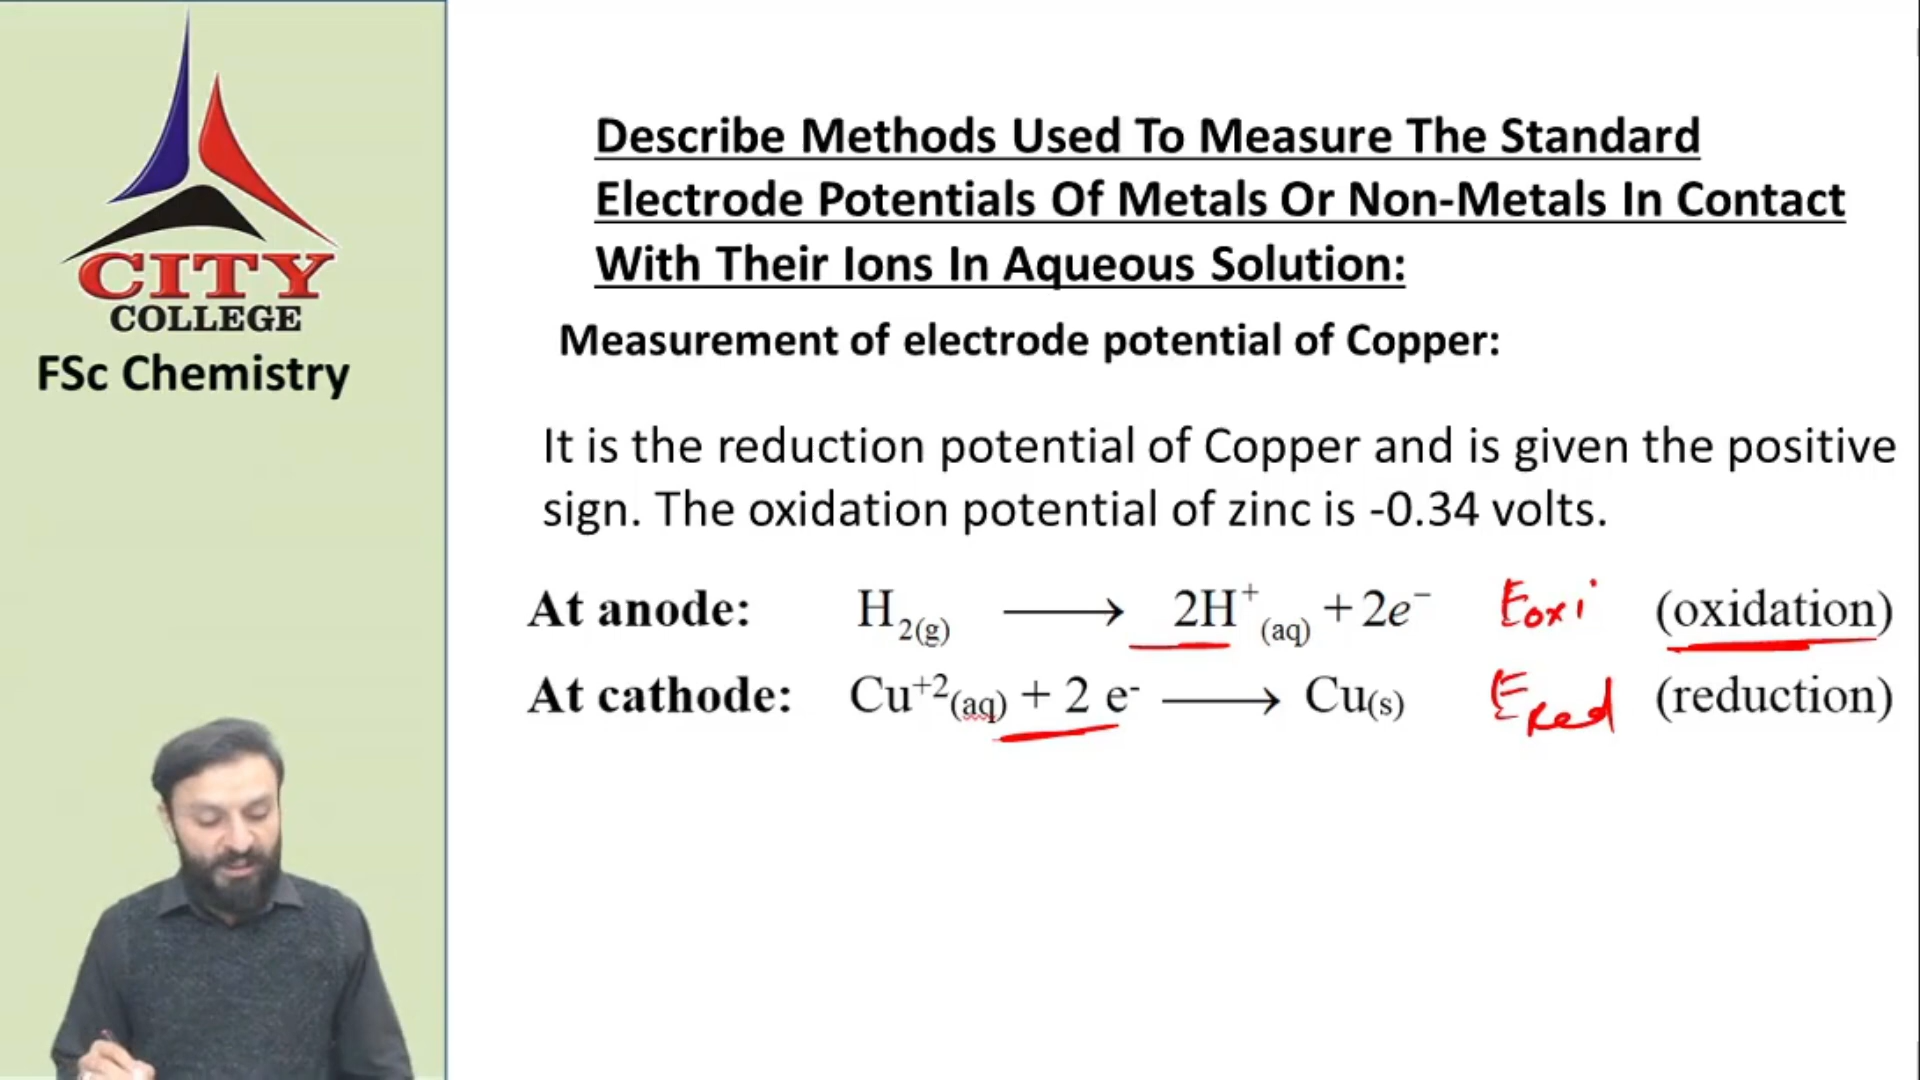 CITY
COLLEGE
FSc Chemistry
Describe Methods Used To Measure The Standard
Electrode Potentials Of Metals Or Non-Metals In Contact
With Their Ions In Aqueous Solution:
Measurement of electrode potential of Copper:
It is the reduction potential of Copper and is given the positive
sign. The oxidation potential of zinc is -0.34 volts.
At anode: H₂(g) ⟶ 2H⁺(aq) + 2e⁻ Eoxi (oxidation)
At cathode: Cu⁺²(aq) + 2 e⁻ ⟶ Cu(s) Ered (reduction)